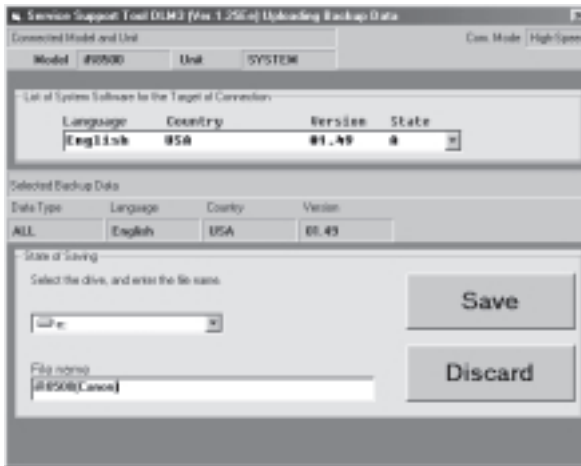 Service Support Tool DLM3 (Ver.1.25En) Uploading Backup Data
Connected Model and Unit
Com. Mode High Speed
Model iR8500 Unit SYSTEM
List of System Software for the Target of Connection
Language Country Version State
English USA 01.49 A
Selected Backup Data
Data Type Language Country Version
ALL English USA 01.49
State of Saving
Select the drive, and enter the file name.
Save
File name
iR8500(Canon)
Discard